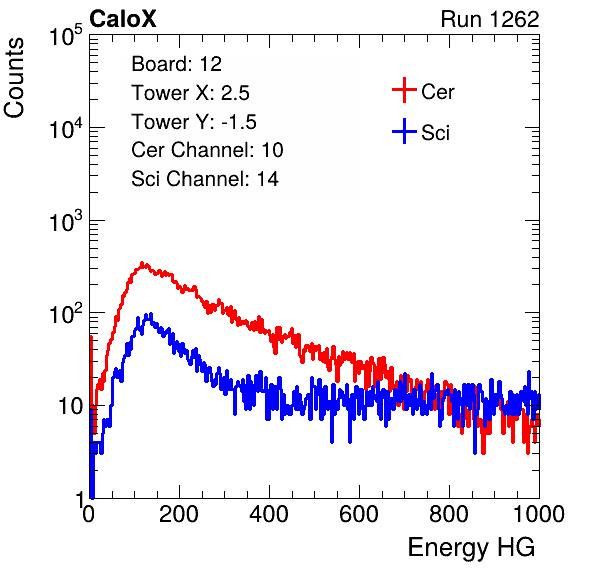 CaloX Run 1262
Counts
Board: 12
Tower X: 2.5
Tower Y: -1.5
Cer Channel: 10
Sci Channel: 14
Cer
Sci
10^5
10^4
10^3
10^2
10
1
0 200 400 600 800 1000
Energy HG